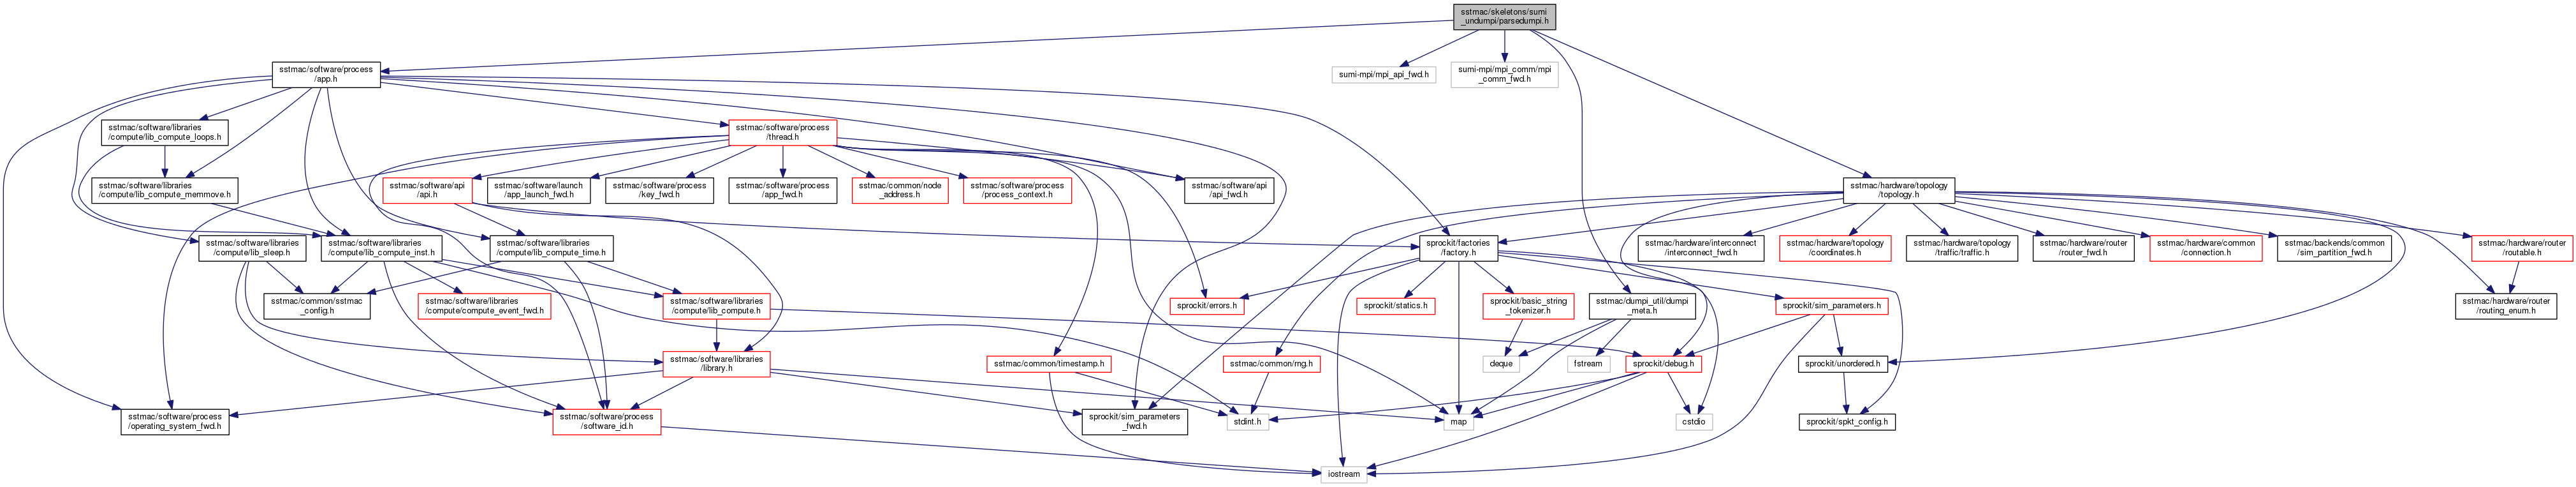 sstmac/skeletons/sumi
_undumpi/parsedumpi.h
sstmac/software/process
/app.h
sumi-mpi/mpi_api_fwd.h
sumi-mpi/mpi_comm/mpi
_comm_fwd.h
sstmac/software/libraries
/compute/lib_compute_loops.h
sstmac/software/process
/thread.h
sstmac/software/libraries
/compute/lib_compute_memmove.h
sstmac/software/api
/api.h
sstmac/software/launch
/app_launch_fwd.h
sstmac/software/process
/key_fwd.h
sstmac/software/process
/app_fwd.h
sstmac/common/node
_address.h
sstmac/software/process
/process_context.h
sstmac/software/api
/api_fwd.h
sstmac/hardware/topology
/topology.h
sstmac/software/libraries
/compute/lib_sleep.h
sstmac/software/libraries
/compute/lib_compute_inst.h
sstmac/software/libraries
/compute/lib_compute_time.h
sprockit/factories
/factory.h
sstmac/hardware/interconnect
/interconnect_fwd.h
sstmac/hardware/topology
/coordinates.h
sstmac/hardware/topology
/traffic/traffic.h
sstmac/hardware/router
/router_fwd.h
sstmac/hardware/common
/connection.h
sstmac/backends/common
/sim_partition_fwd.h
sstmac/hardware/router
/routable.h
sstmac/common/sstmac
_config.h
sstmac/software/libraries
/compute/compute_event_fwd.h
sstmac/software/libraries
/compute/lib_compute.h
sprockit/errors.h
sprockit/statics.h
sprockit/basic_string
_tokenizer.h
sstmac/dumpi_util/dumpi
_meta.h
sprockit/sim_parameters.h
sstmac/hardware/router
/routing_enum.h
sstmac/software/libraries
/library.h
sstmac/common/timestamp.h
sstmac/common/rng.h
deque
fstream
sprockit/debug.h
sprockit/unordered.h
sstmac/software/process
/operating_system_fwd.h
sstmac/software/process
/software_id.h
sprockit/sim_parameters
_fwd.h
stdint.h
map
cstdio
sprockit/spkt_config.h
iostream